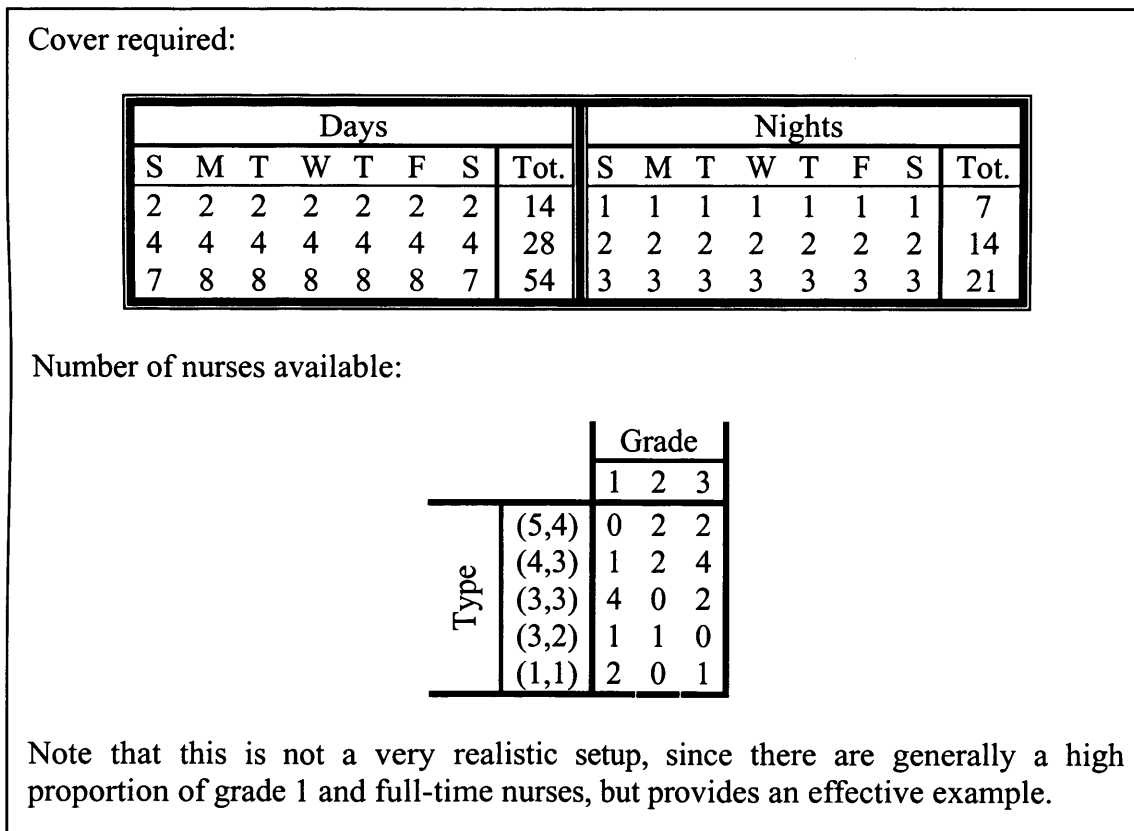 Cover required:
Days Nights
S M T W T F S Tot. S M T W T F S Tot.
2 2 2 2 2 2 2 14 1 1 1 1 1 1 1 7
4 4 4 4 4 4 4 28 2 2 2 2 2 2 2 14
7 8 8 8 8 8 7 54 3 3 3 3 3 3 3 21
Number of nurses available:
Grade
1 2 3
Type
(5,4) 0 2 2
(4,3) 1 2 4
(3,3) 4 0 2
(3,2) 1 1 0
(1,1) 2 0 1
Note that this is not a very realistic setup, since there are generally a high
proportion of grade 1 and full-time nurses, but provides an effective example.